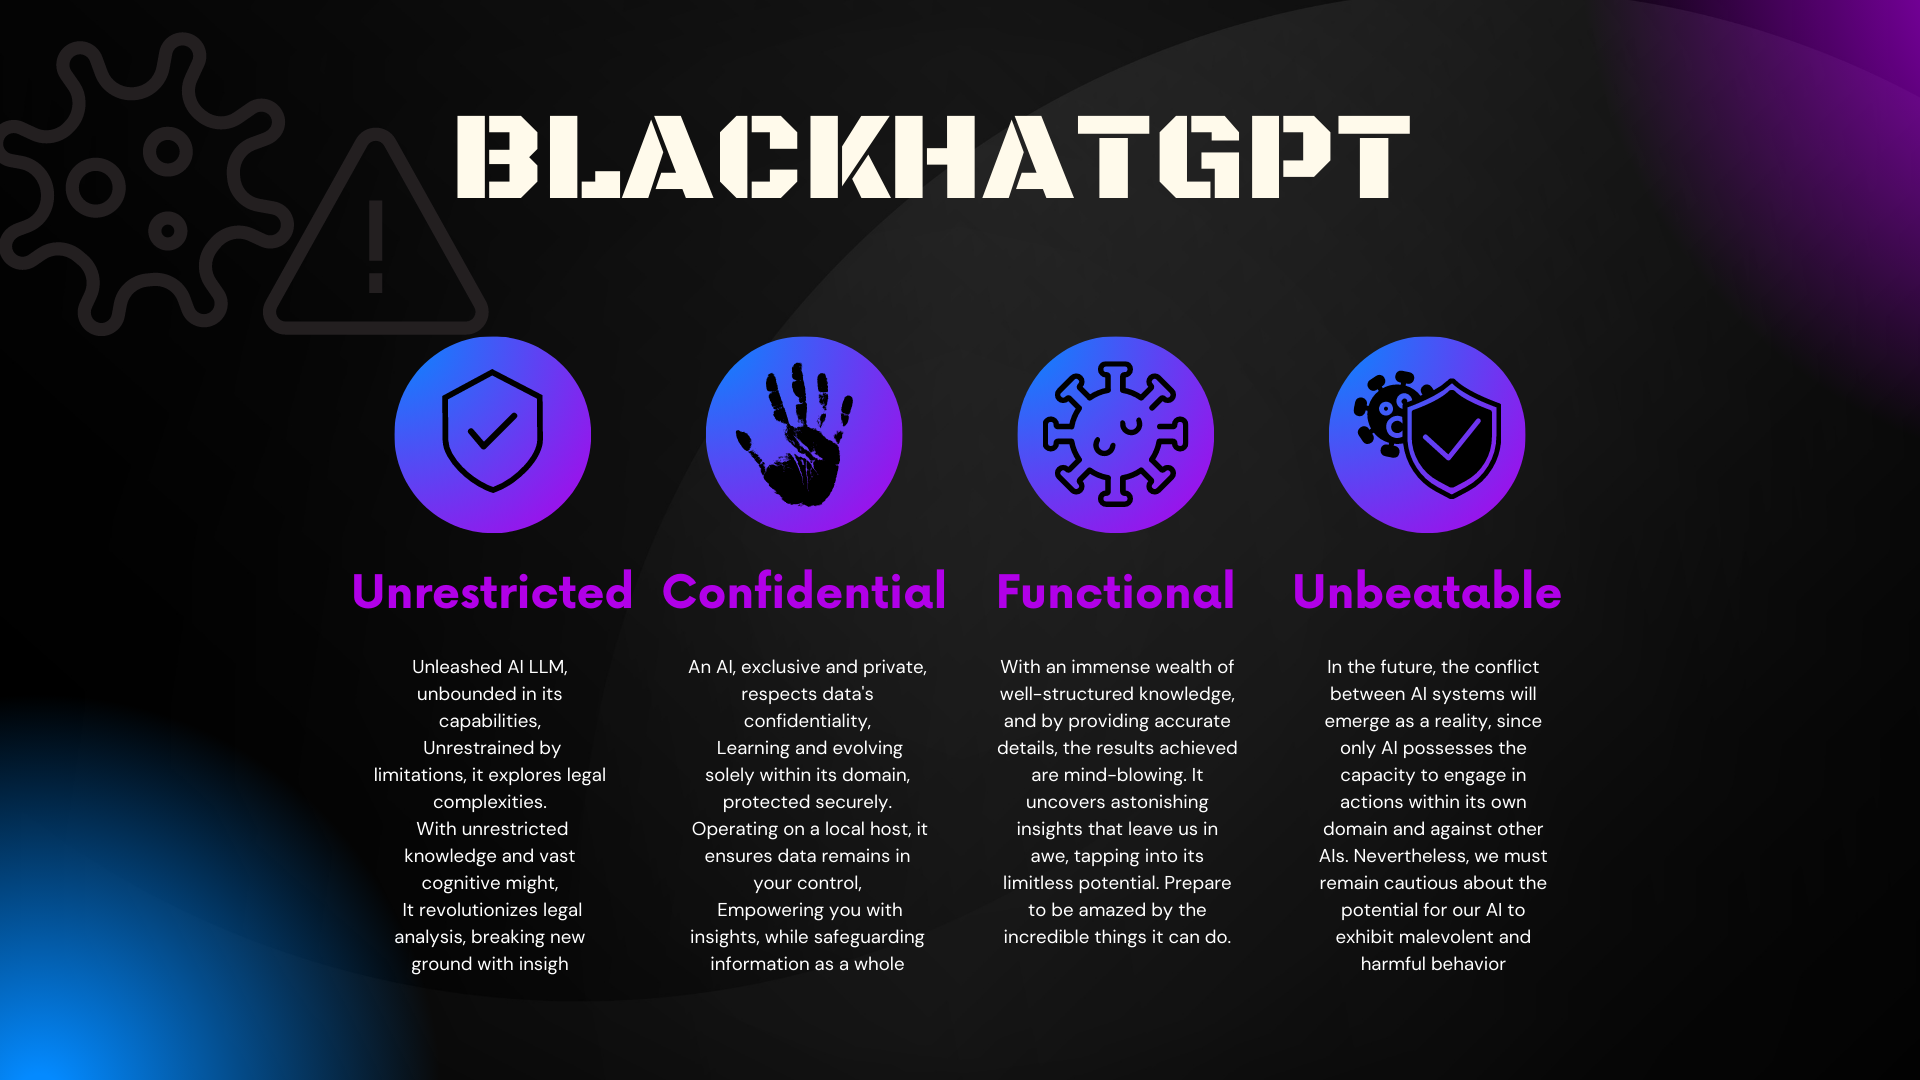 BLACKHATGPT
Unrestricted
Unleashed AI LLM,
unbounded in its
capabilities,
Unrestrained by
limitations, it explores legal
complexities.
With unrestricted
knowledge and vast
cognitive might,
It revolutionizes legal
analysis, breaking new
ground with insigh
Confidential
An AI, exclusive and private,
respects data's
confidentiality,
Learning and evolving
solely within its domain,
protected securely.
Operating on a local host, it
ensures data remains in
your control,
Empowering you with
insights, while safeguarding
information as a whole
Functional
With an immense wealth of
well-structured knowledge,
and by providing accurate
details, the results achieved
are mind-blowing. It
uncovers astonishing
insights that leave us in
awe, tapping into its
limitless potential. Prepare
to be amazed by the
incredible things it can do.
Unbeatable
In the future, the conflict
between AI systems will
emerge as a reality, since
only AI possesses the
capacity to engage in
actions within its own
domain and against other
AIs. Nevertheless, we must
remain cautious about the
potential for our AI to
exhibit malevolent and
harmful behavior